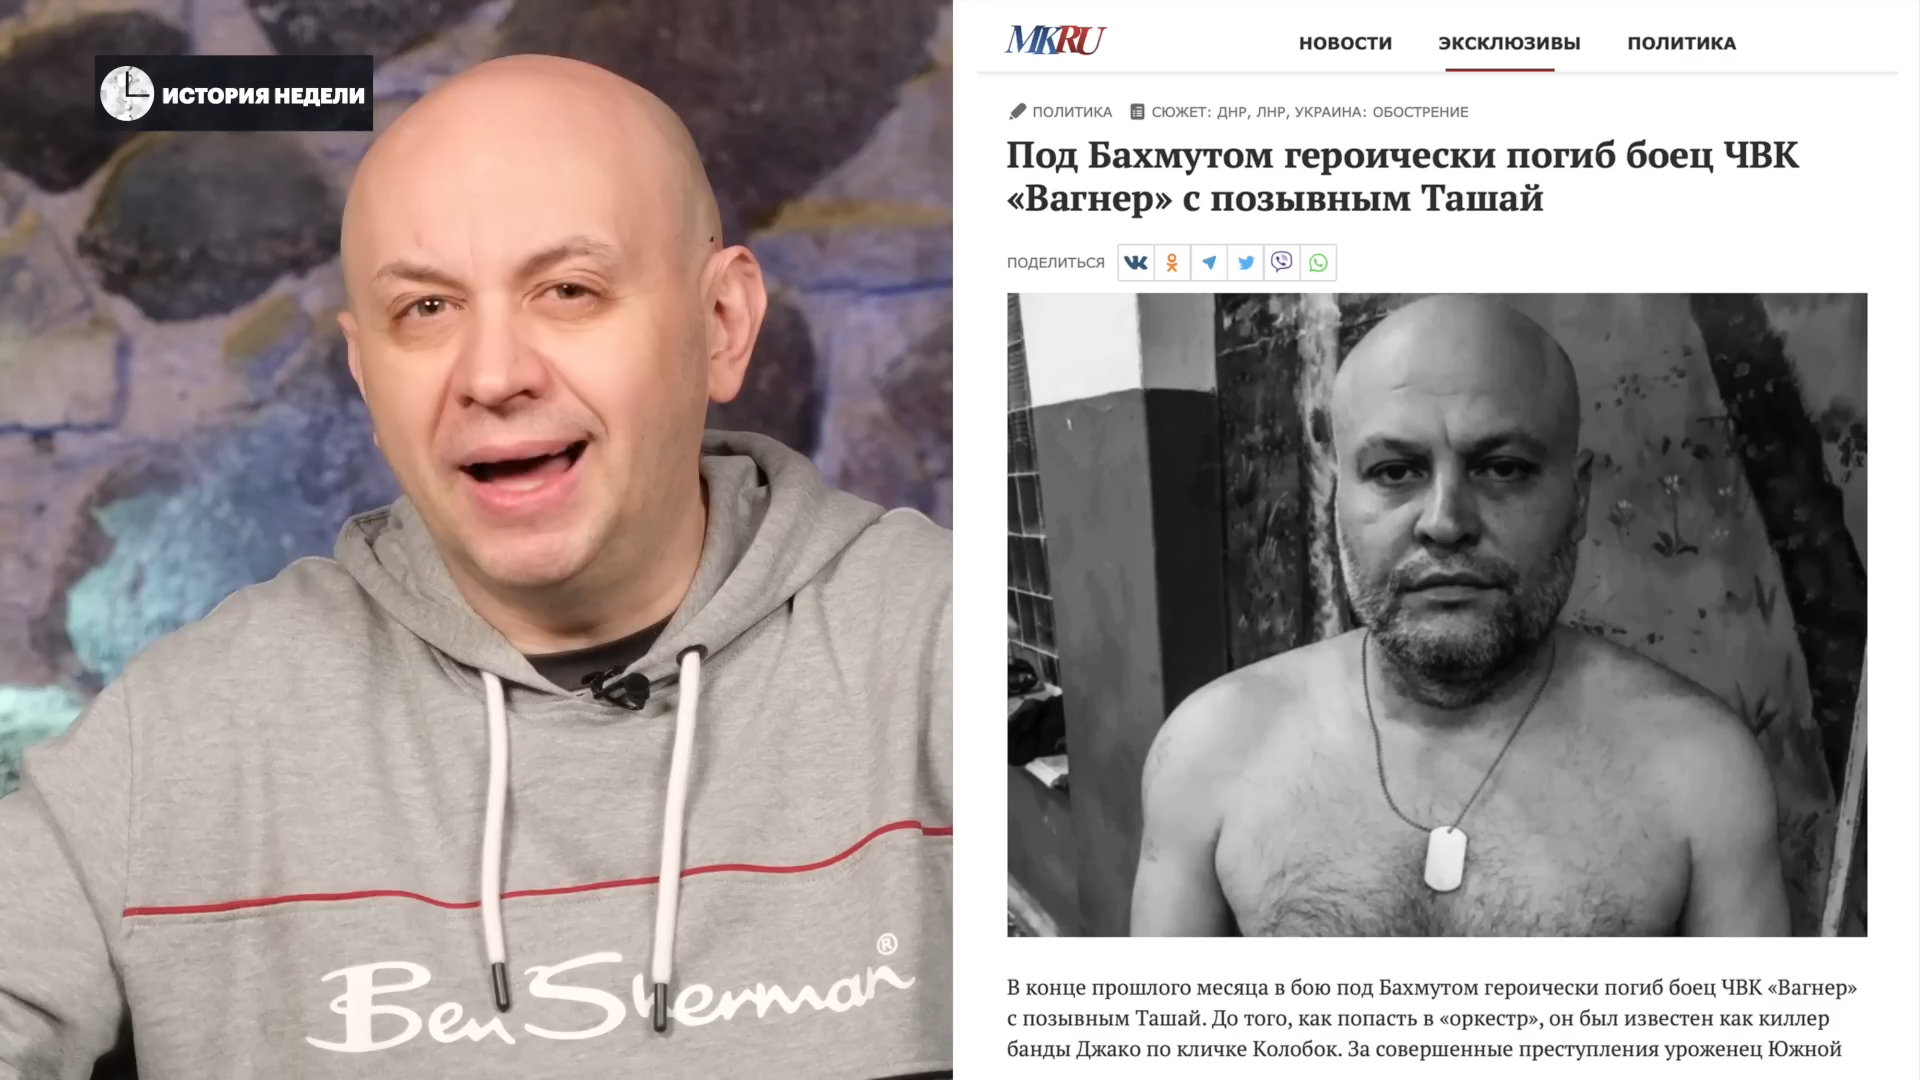 ИСТОРИЯ НЕДЕЛИ
Ben Sherman®
MKRU
НОВОСТИ ЭКСКЛЮЗИВЫ ПОЛИТИКА
ПОЛИТИКА СЮЖЕТ: ДНР, ЛНР, УКРАИНА: ОБОСТРЕНИЕ
Под Бахмутом героически погиб боец ЧВК
«Вагнер» с позывным Ташай
ПОДЕЛИТЬСЯ
В конце прошлого месяца в бою под Бахмутом героически погиб боец ЧВК «Вагнер»
с позывным Ташай. До того, как попасть в «оркестр», он был известен как киллер
банды Джако по кличке Колобок. За совершенные преступления уроженец Южной